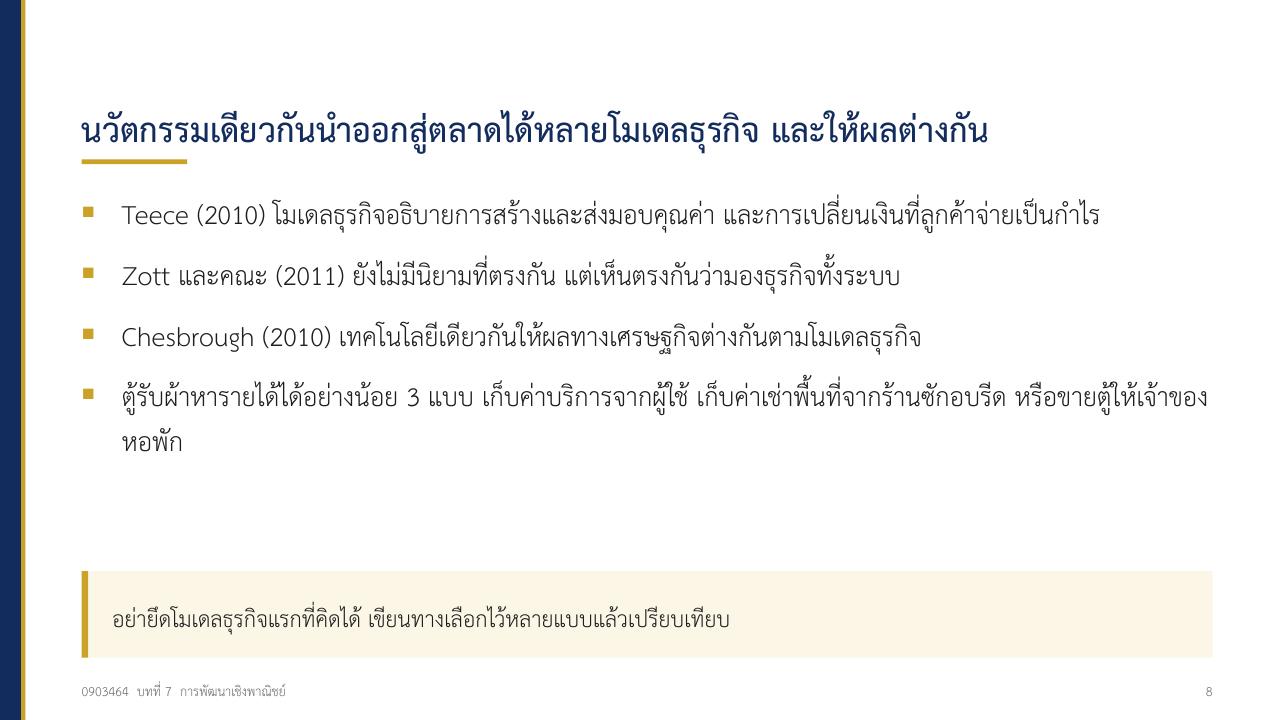 นวัตกรรมเดียวกันนำออกสู่ตลาดได้หลายโมเดลธุรกิจ และให้ผลต่างกัน
Teece (2010) โมเดลธุรกิจอธิบายการสร้างและส่งมอบคุณค่า และการเปลี่ยนเงินที่ลูกค้าจ่ายเป็นกำไร
Zott และคณะ (2011) ยังไม่มีนิยามที่ตรงกัน แต่เห็นตรงกันว่ามองธุรกิจทั้งระบบ
Chesbrough (2010) เทคโนโลยีเดียวกันให้ผลทางเศรษฐกิจต่างกันตามโมเดลธุรกิจ
ตู้รับผ้าหารายได้ได้อย่างน้อย 3 แบบ เก็บค่าบริการจากผู้ใช้ เก็บค่าเช่าพื้นที่จากร้านซักอบรีด หรือขายตู้ให้เจ้าของ
หอพัก
อย่ายึดโมเดลธุรกิจแรกที่คิดได้ เขียนทางเลือกไว้หลายแบบแล้วเปรียบเทียบ
0903464 บทที่ 7 การพัฒนาเชิงพาณิชย์
8